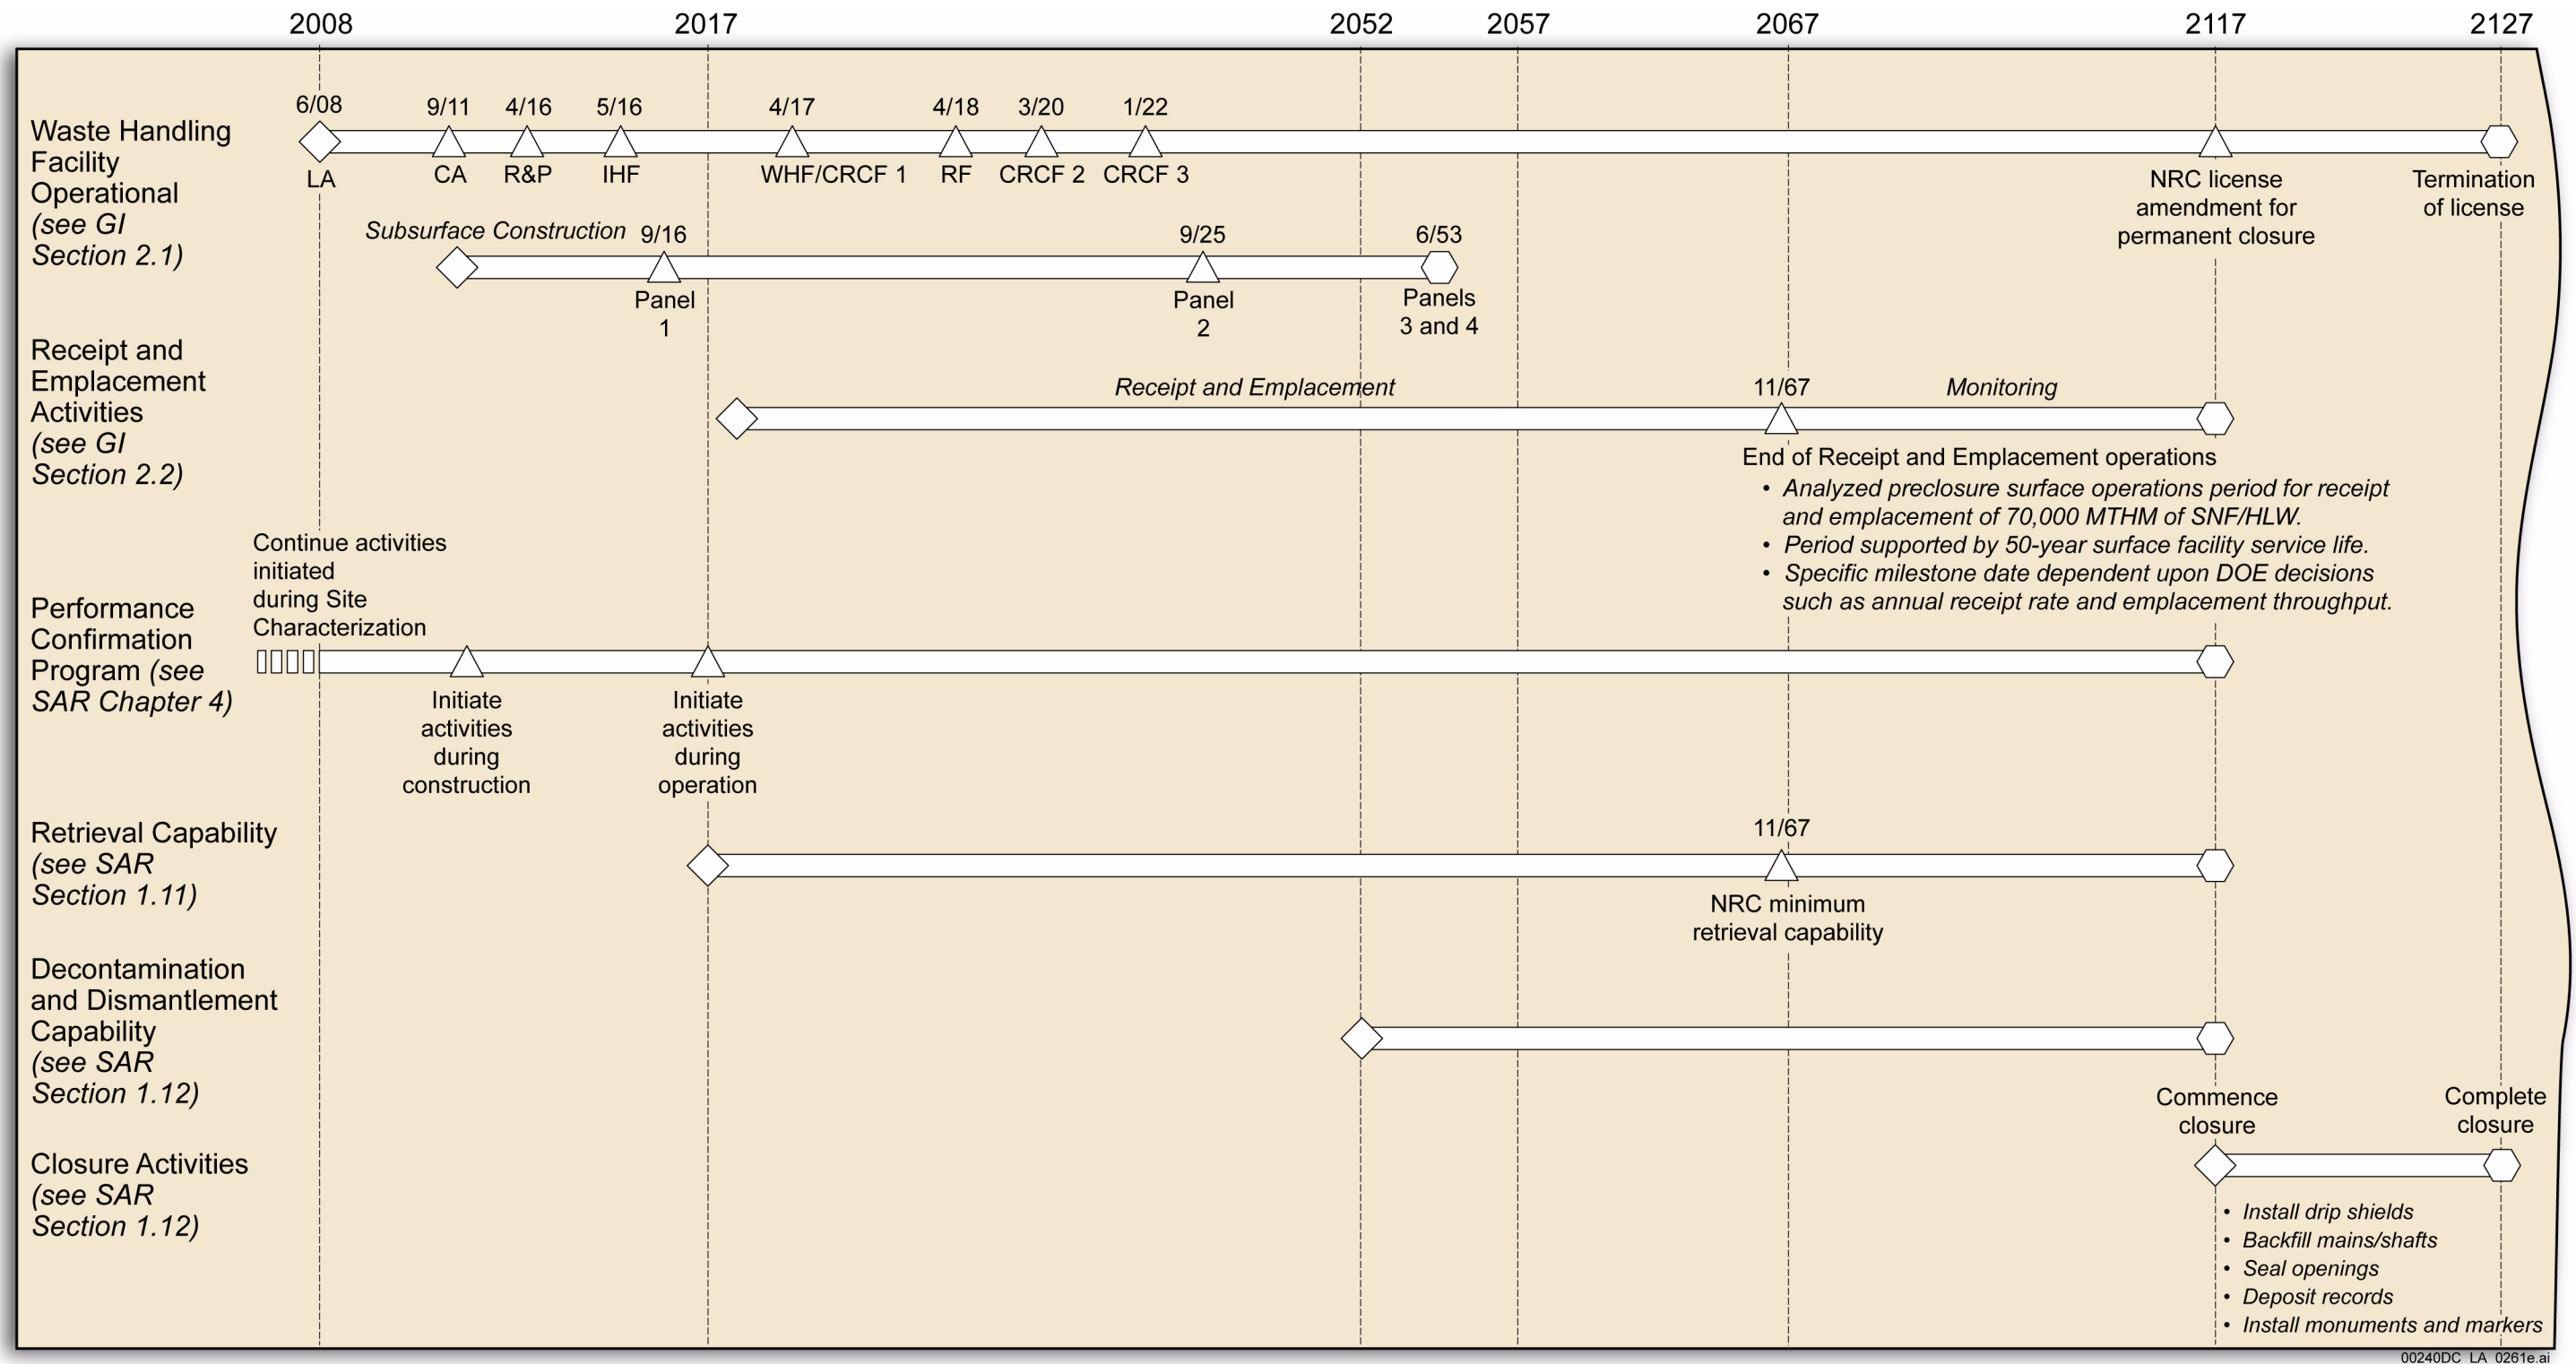 2008 2017 2052 2057 2067 2117 2127
6/08 9/11 4/16 5/16 4/17 4/18 3/20 1/22
Waste Handling
Facility
Operational
(see GI
Section 2.1)
LA CA R&P IHF WHF/CRCF 1 RF CRCF 2 CRCF 3
NRC license
amendment for
permanent closure
Termination
of license
Subsurface Construction 9/16 9/25 6/53
Panel
1
Panel
2
Panels
3 and 4
Receipt and
Emplacement
Activities
(see GI
Section 2.2)
Receipt and Emplacement 11/67 Monitoring
End of Receipt and Emplacement operations
• Analyzed preclosure surface operations period for receipt
and emplacement of 70,000 MTHM of SNF/HLW.
• Period supported by 50-year surface facility service life.
• Specific milestone date dependent upon DOE decisions
such as annual receipt rate and emplacement throughput.
Continue activities
initiated
during Site
Characterization
Performance
Confirmation
Program (see
SAR Chapter 4)
Initiate
activities
during
construction
Initiate
activities
during
operation
Retrieval Capability
(see SAR
Section 1.11)
11/67
NRC minimum
retrieval capability
Decontamination
and Dismantlement
Capability
(see SAR
Section 1.12)
Commence
closure
Complete
closure
Closure Activities
(see SAR
Section 1.12)
• Install drip shields
• Backfill mains/shafts
• Seal openings
• Deposit records
• Install monuments and markers
00240DC_LA_0261e.ai